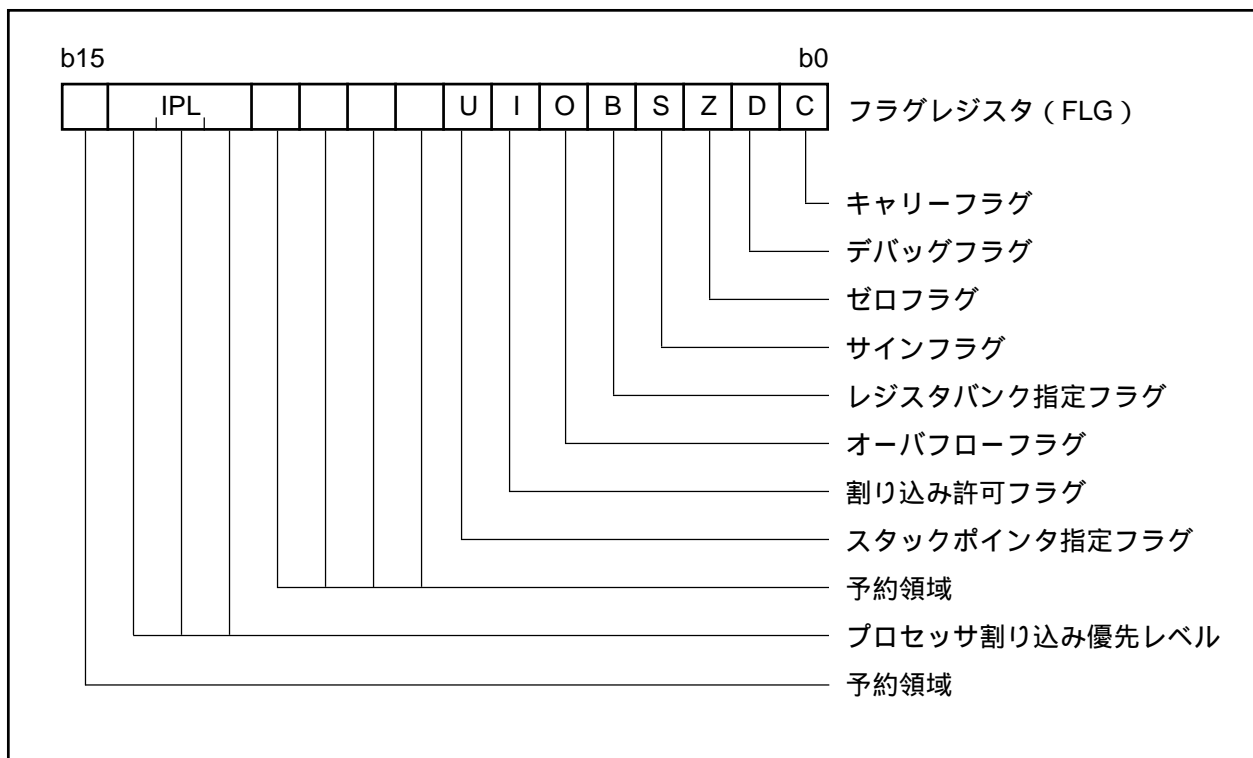 b15 b0
IPL U I O B S Z D C フラグレジスタ ( FLG )
キャリーフラグ
デバッグフラグ
ゼロフラグ
サインフラグ
レジスタバンク指定フラグ
オーバフローフラグ
割り込み許可フラグ
スタックポインタ指定フラグ
予約領域
プロセッサ割り込み優先レベル
予約領域